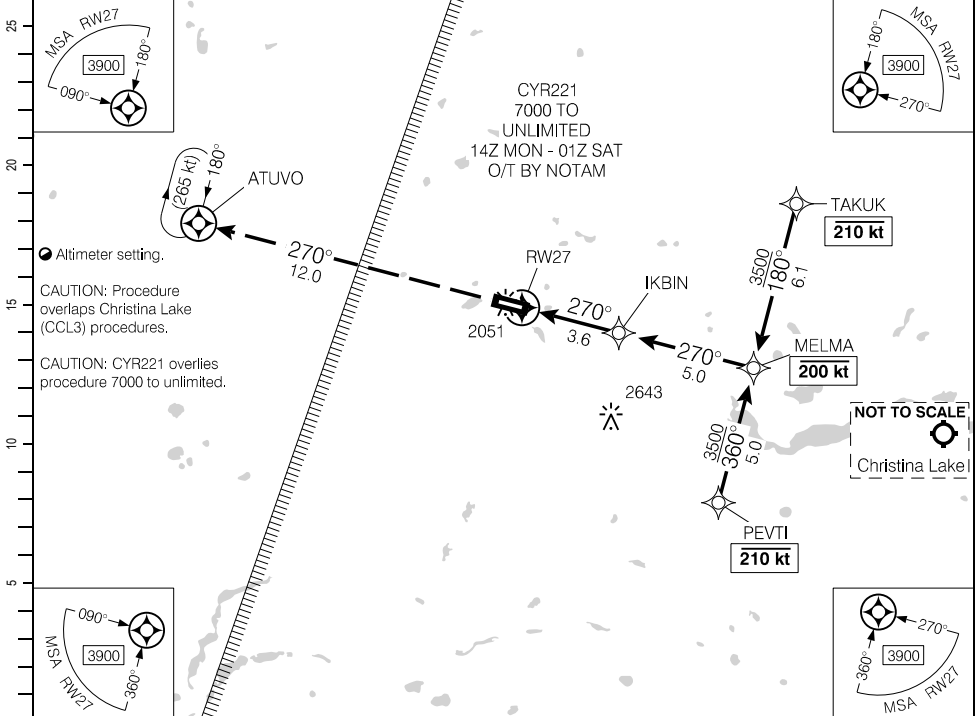 25
20
15
10
5
MSA RW27
3900
180°
090°
MSA RW27
3900
180°
270°
CYR221
7000 TO
UNLIMITED
14Z MON - 01Z SAT
O/T BY NOTAM
(265 kt)
180°
ATUVO
TAKUK
210 kt
Altimeter setting.
270°
12.0
RW27
3500
180°
6.1
CAUTION: Procedure
overlaps Christina Lake
(CCL3) procedures.
IKBIN
270°
3.6
2051
270°
5.0
MELMA
200 kt
CAUTION: CYR221 overlies
procedure 7000 to unlimited.
2643
NOT TO SCALE
Christina Lake
3500
360°
5.0
PEVTI
210 kt
090°
3900
360°
MSA RW27
270°
3900
360°
MSA RW27